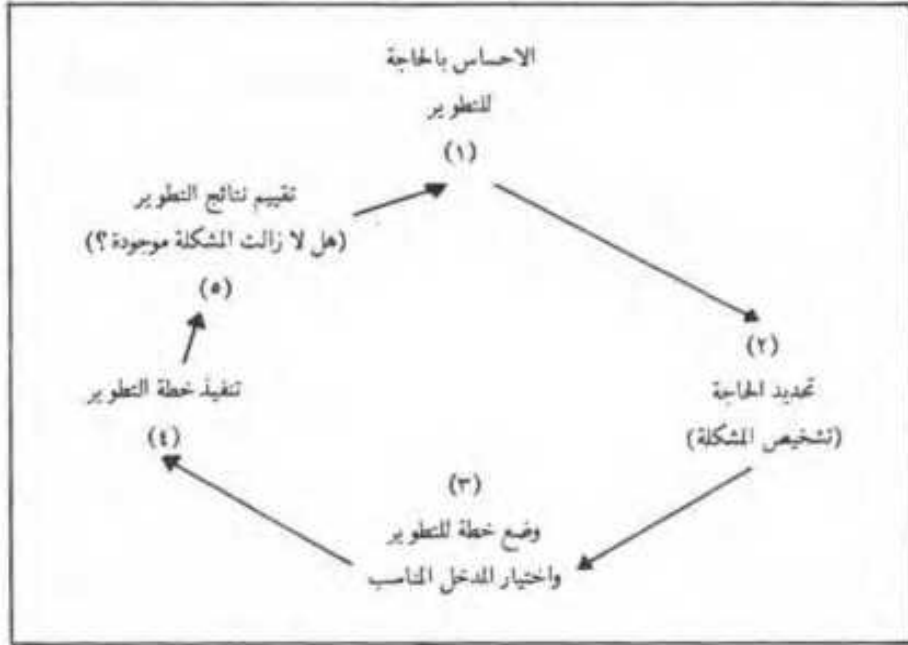 الاحساس بالحاجة
للتطوير
(١)
(٢)
تحديد الحاجة
(تشخيص المشكلة)
(٣)
وضع خطة للتطوير
واختيار المدخل المناسب
تنفيذ خطة التطوير
(٤)
تقييم نتائج التطوير
(هل لا زالت المشكلة موجودة ؟)
(٥)